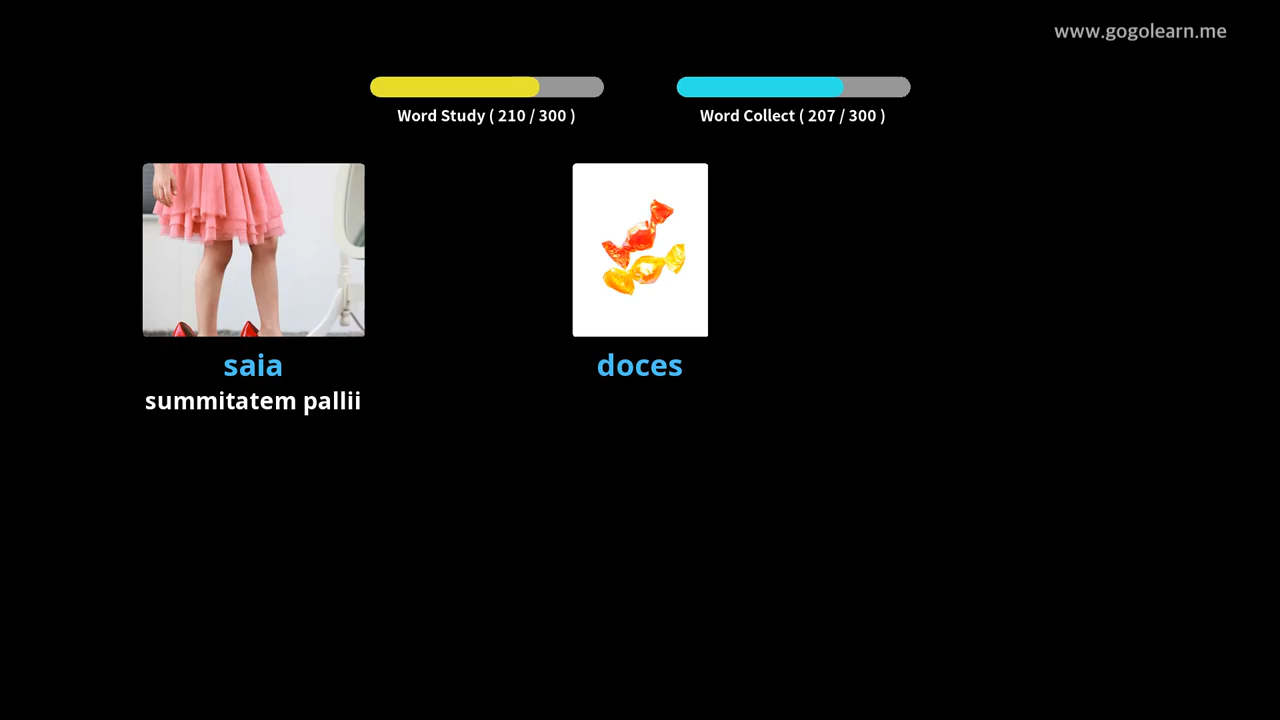 www.gogolearn.me
Word Study ( 210 / 300 )
Word Collect ( 207 / 300 )
saia
doces
summitatem pallii